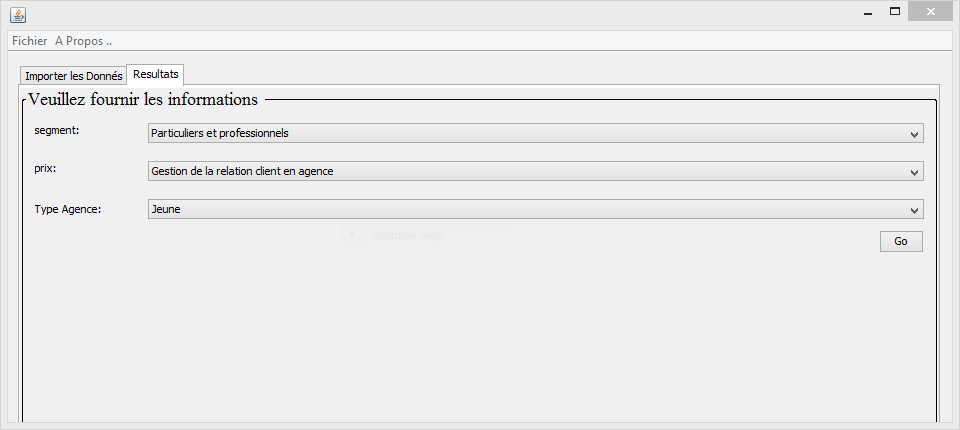 Fichier A Propos ..
Importer les Donnés Resultats
Veuillez fournir les informations
segment: Particuliers et professionnels
prix: Gestion de la relation client en agence
Type Agence: Jeune
Go